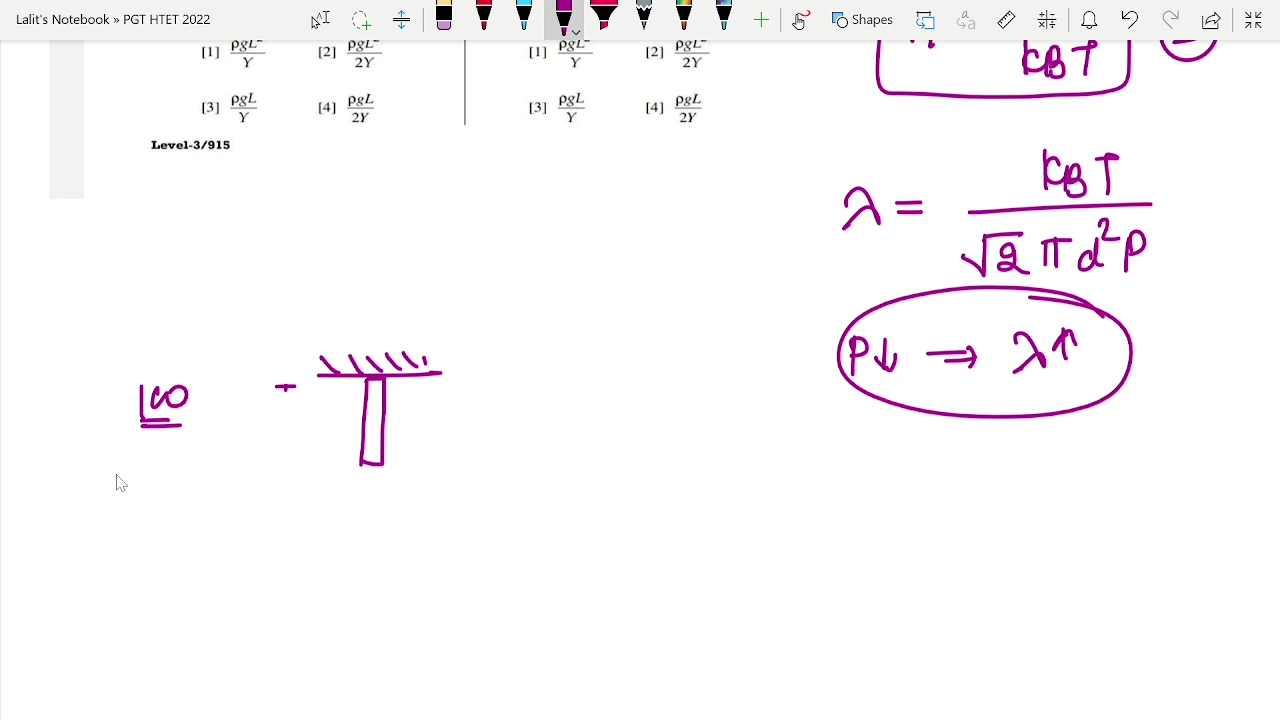 Lalit's Notebook » PGT HTET 2022
Shapes
[1] ρgL²/Y [2] ρgL²/2Y [1] ρgL²/Y [2] ρgL²/2Y
[3] ρgL/Y [4] ρgL/2Y [3] ρgL/Y [4] ρgL/2Y
Level-3/915
KBT
λ = KBT / √2 π d² P
P↓ ⟹ λ↑
100